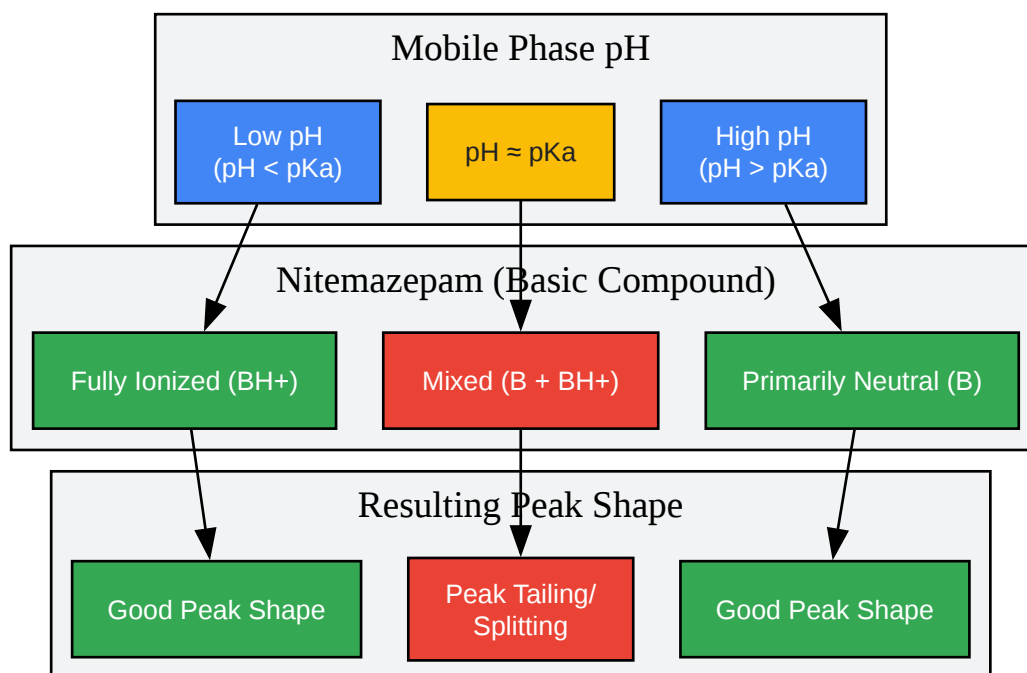 Mobile Phase pH
Low pH
(pH < pKa)
pH ≈ pKa
High pH
(pH > pKa)
Nitemazepam (Basic Compound)
Fully Ionized (BH+)
Mixed (B + BH+)
Primarily Neutral (B)
Resulting Peak Shape
Good Peak Shape
Peak Tailing/
Splitting
Good Peak Shape